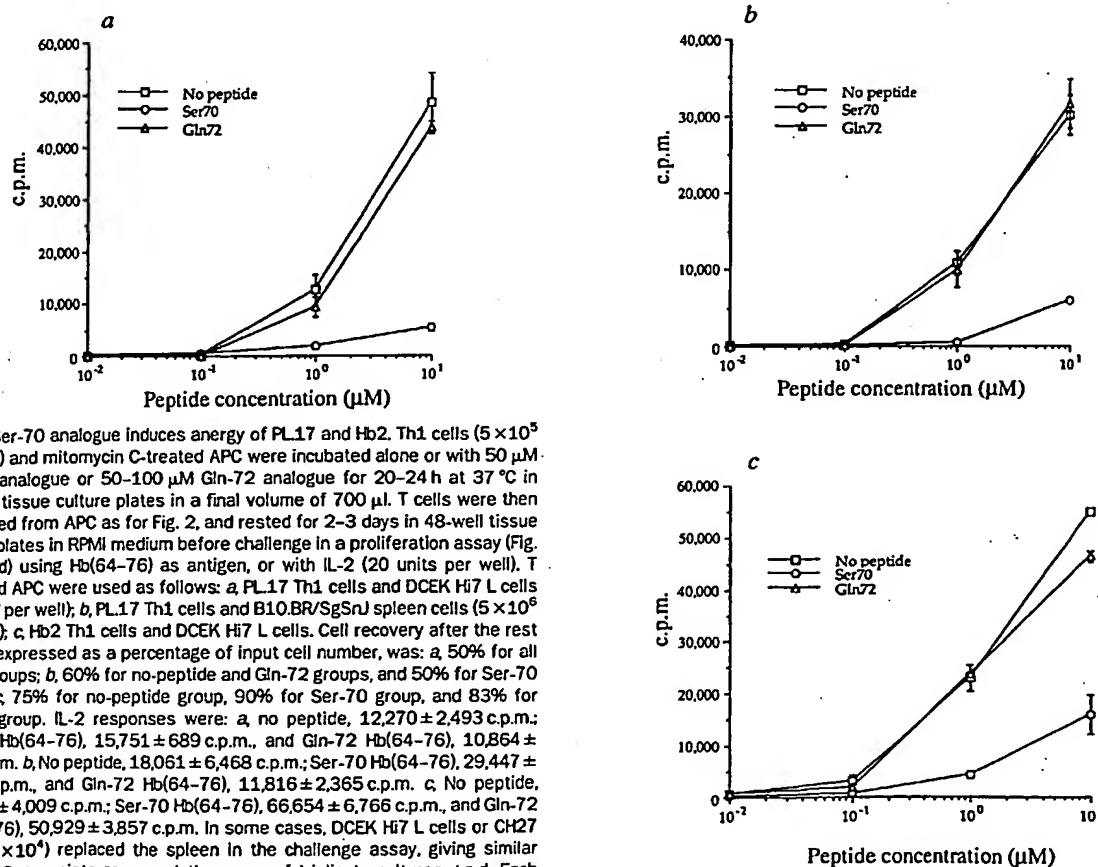 a
60,000
50,000
40,000
30,000
20,000
10,000
0
c.p.m.
No peptide
Ser70
Gln72
10⁻² 10⁻¹ 10⁰ 10¹
Peptide concentration (µM)
b
40,000
30,000
20,000
10,000
0
c.p.m.
No peptide
Ser70
Gln72
10⁻² 10⁻¹ 10⁰ 10¹
Peptide concentration (µM)
Ser-70 analogue induces anergy of PL.17 and Hb2. Th1 cells (5 ×10⁵
) and mitomycin C-treated APC were incubated alone or with 50 µM
analogue or 50–100 µM Gln-72 analogue for 20–24 h at 37 °C in
tissue culture plates in a final volume of 700 µl. T cells were then
ed from APC as for Fig. 2, and rested for 2–3 days in 48-well tissue
plates in RPMI medium before challenge in a proliferation assay (Fig.
d) using Hb(64–76) as antigen, or with IL-2 (20 units per well). T
d APC were used as follows: a, PL.17 Th1 cells and DCEK Hi7 L cells
per well); b, PL.17 Th1 cells and B10.BR/SgSnJ spleen cells (5 ×10⁶
); c, Hb2 Th1 cells and DCEK Hi7 L cells. Cell recovery after the rest
expressed as a percentage of input cell number, was: a, 50% for all
oups; b, 60% for no-peptide and Gln-72 groups, and 50% for Ser-70
c, 75% for no-peptide group, 90% for Ser-70 group, and 83% for
group. IL-2 responses were: a, no peptide, 12,270 ± 2,493 c.p.m.;
Hb(64–76), 15,751 ± 689 c.p.m., and Gln-72 Hb(64–76), 10,864 ±
m. b, No peptide, 18,061 ± 6,468 c.p.m.; Ser-70 Hb(64–76), 29,447 ±
p.m., and Gln-72 Hb(64–76), 11,816 ± 2,365 c.p.m. c, No peptide,
± 4,009 c.p.m.; Ser-70 Hb(64–76), 66,654 ± 6,766 c.p.m., and Gln-72
76), 50,929 ± 3,857 c.p.m. In some cases, DCEK Hi7 L cells or CH27
×10⁴) replaced the spleen in the challenge assay, giving similar
c
60,000
50,000
40,000
30,000
20,000
10,000
0
c.p.m.
No peptide
Ser70
Gln72
10⁻² 10⁻¹ 10⁰ 10¹
Peptide concentration (µM)